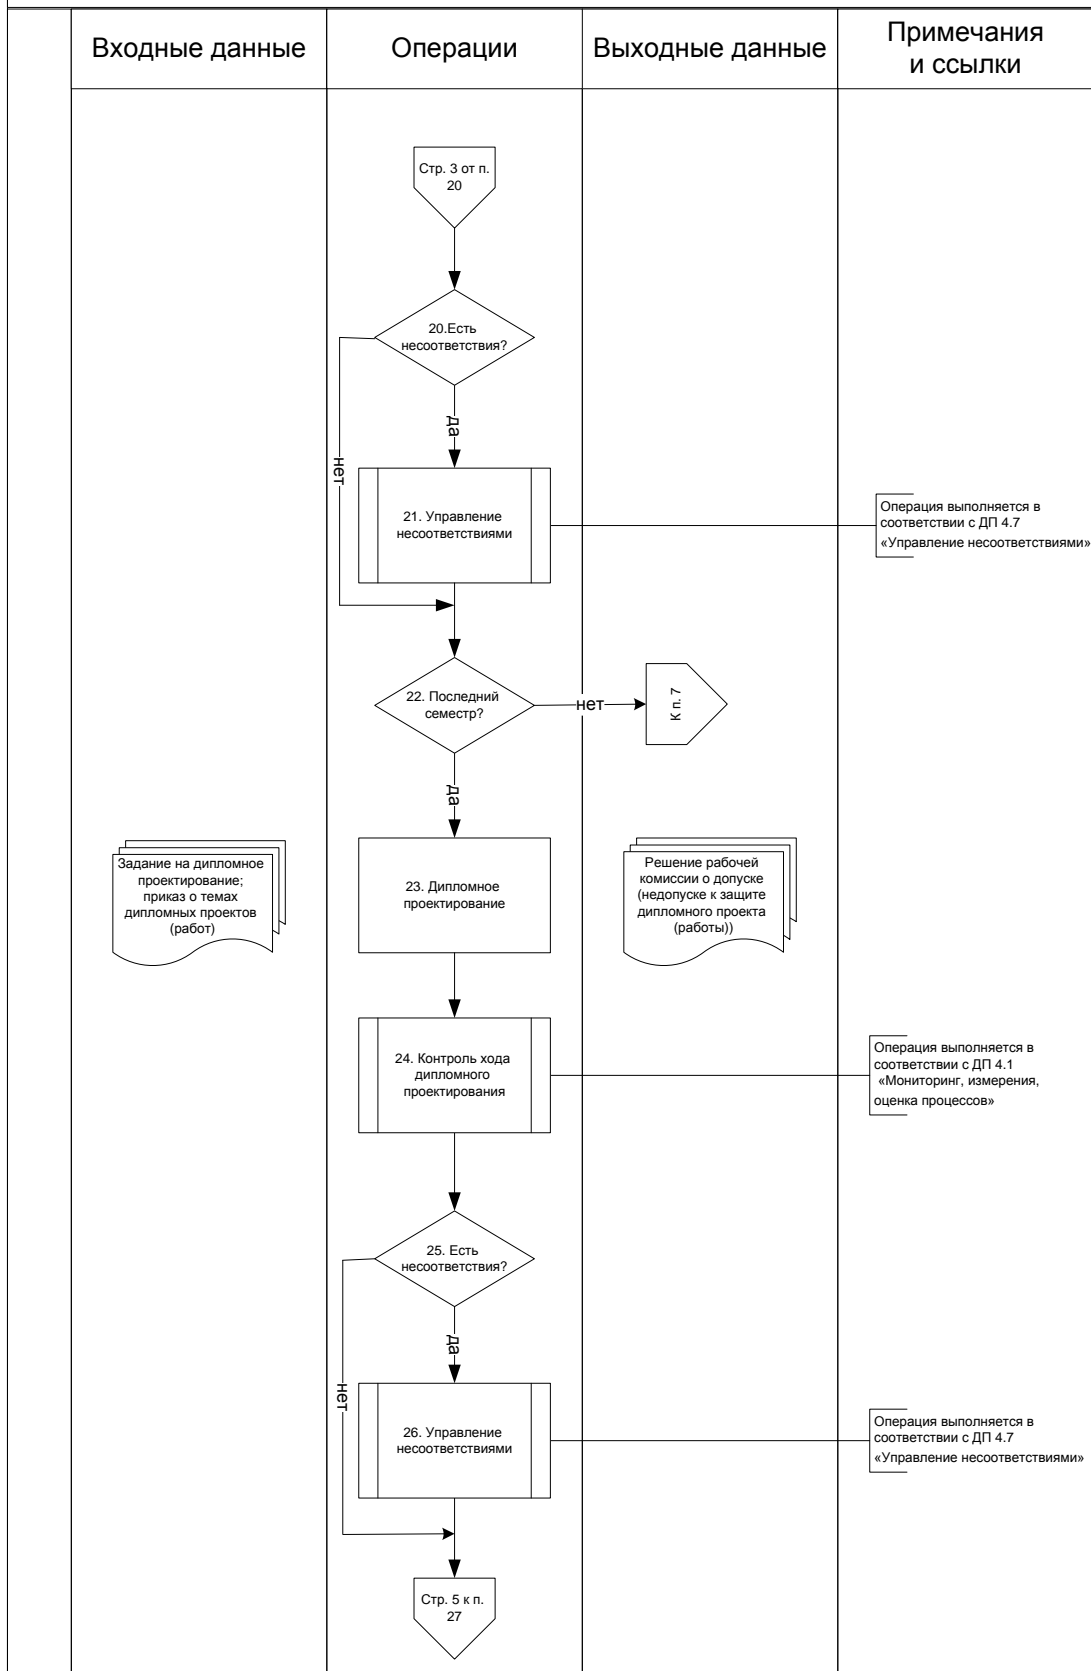 Входные данные
Операции
Выходные данные
Примечания
и ссылки
Стр. 3 от п.
20
20.Есть
несоответствия?
да
нет
21. Управление
несоответствиями
Операция выполняется в
соответствии с ДП 4.7
«Управление несоответствиями»
22. Последний
семестр?
нет
К п. 7
да
Задание на дипломное
проектирование;
приказ о темах
дипломных проектов
(работ)
23. Дипломное
проектирование
Решение рабочей
комиссии о допуске
(недопуске к защите
дипломного проекта
(работы))
24. Контроль хода
дипломного
проектирования
Операция выполняется в
соответствии с ДП 4.1
«Мониторинг, измерения,
оценка процессов»
25. Есть
несоответствия?
да
нет
26. Управление
несоответствиями
Операция выполняется в
соответствии с ДП 4.7
«Управление несоответствиями»
Стр. 5 к п.
27